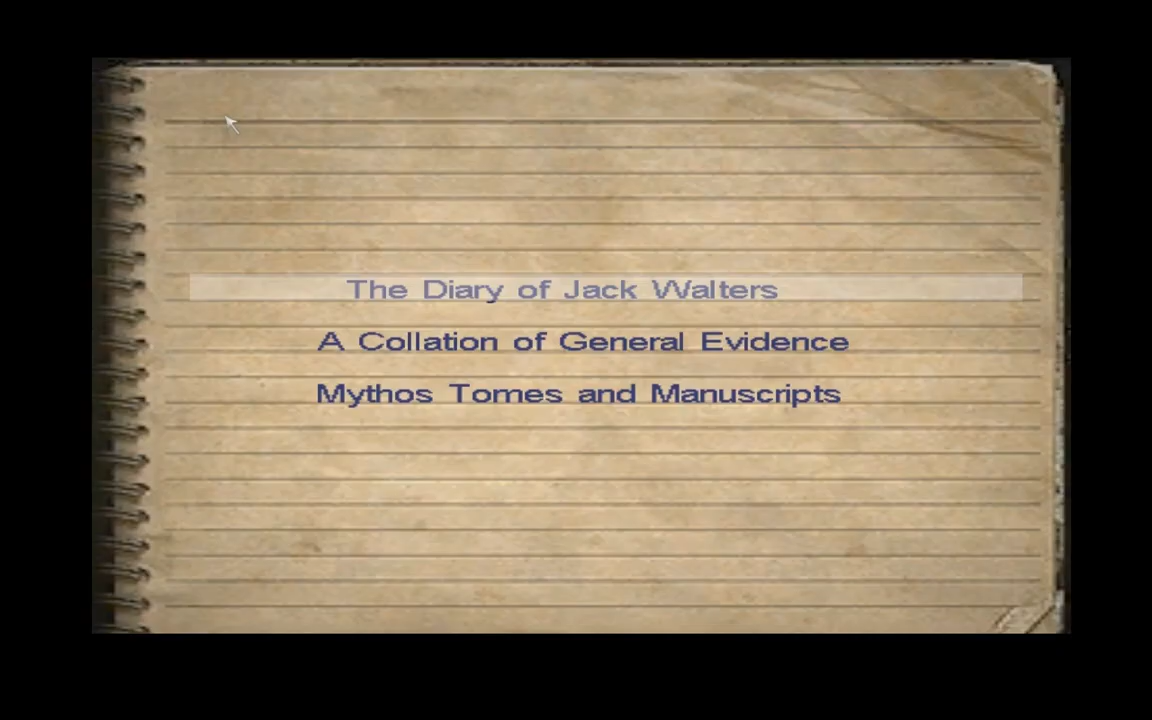 The Diary of Jack Walters
A Collation of General Evidence
Mythos Tomes and Manuscripts